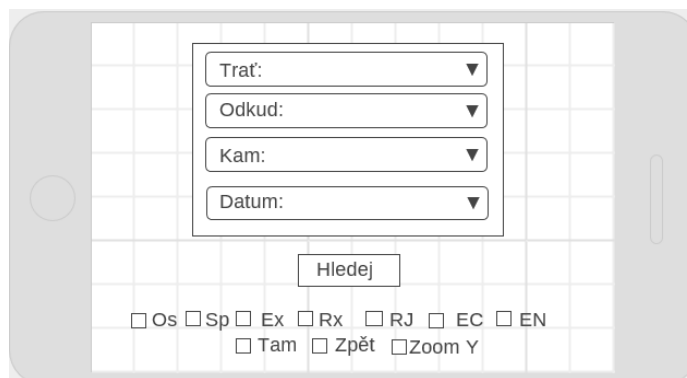 Trať:
Odkud:
Kam:
Datum:
Hledej
Os Sp Ex Rx RJ EC EN
Tam Zpět Zoom Y